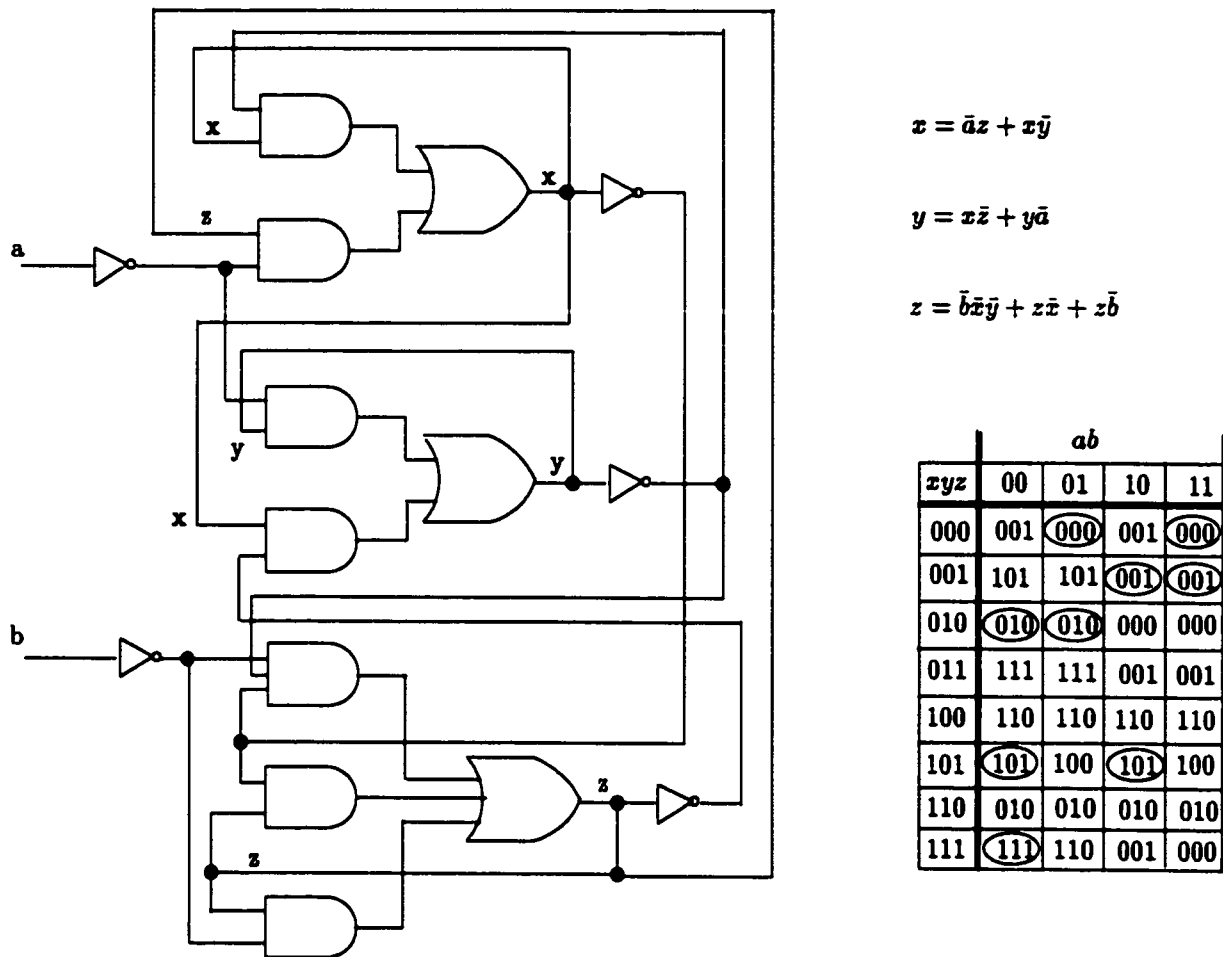 x
z
a
x
y
y
x
b
z
z
x = āz + xȳ
y = xz̄ + yā
z = b̄x̄ȳ + zx̄ + zb̄
ab
xyz 00 01 10 11
000 001 000 001 000
001 101 101 001 001
010 010 010 000 000
011 111 111 001 001
100 110 110 110 110
101 101 100 101 100
110 010 010 010 010
111 111 110 001 000